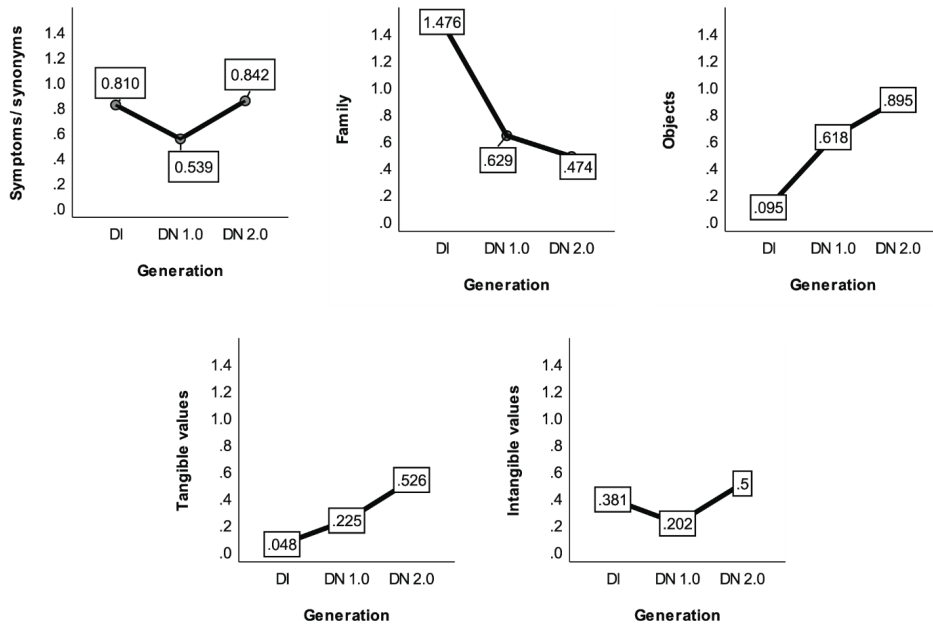 Symptoms/ synonyms
1.4
1.2
1.0
.8
.6
.4
.2
.0
0.810
0.539
0.842
DI
DN 1.0
DN 2.0
Generation
Family
1.4
1.2
1.0
.8
.6
.4
.2
.0
1.476
.629
.474
DI
DN 1.0
DN 2.0
Generation
Objects
1.4
1.2
1.0
.8
.6
.4
.2
.0
.095
.618
.895
DI
DN 1.0
DN 2.0
Generation
Tangible values
1.4
1.2
1.0
.8
.6
.4
.2
.0
.048
.225
.526
DI
DN 1.0
DN 2.0
Generation
Intangible values
1.4
1.2
1.0
.8
.6
.4
.2
.0
.381
.202
.5
DI
DN 1.0
DN 2.0
Generation